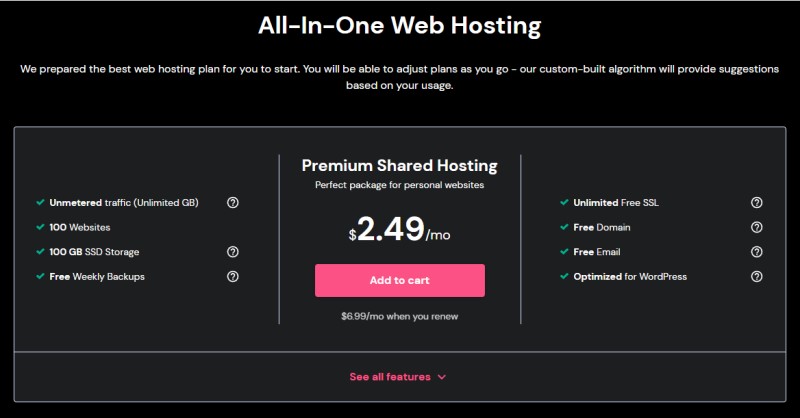 All-In-One Web Hosting
We prepared the best web hosting plan for you to start. You will be able to adjust plans as you go - our custom-built algorithm will provide suggestions
based on your usage.
Unmetered traffic (Unlimited GB)
100 Websites
100 GB SSD Storage
Free Weekly Backups
Premium Shared Hosting
Perfect package for personal websites
$2.49/mo
Add to cart
$6.99/mo when you renew
Unlimited Free SSL
Free Domain
Free Email
Optimized for WordPress
See all features